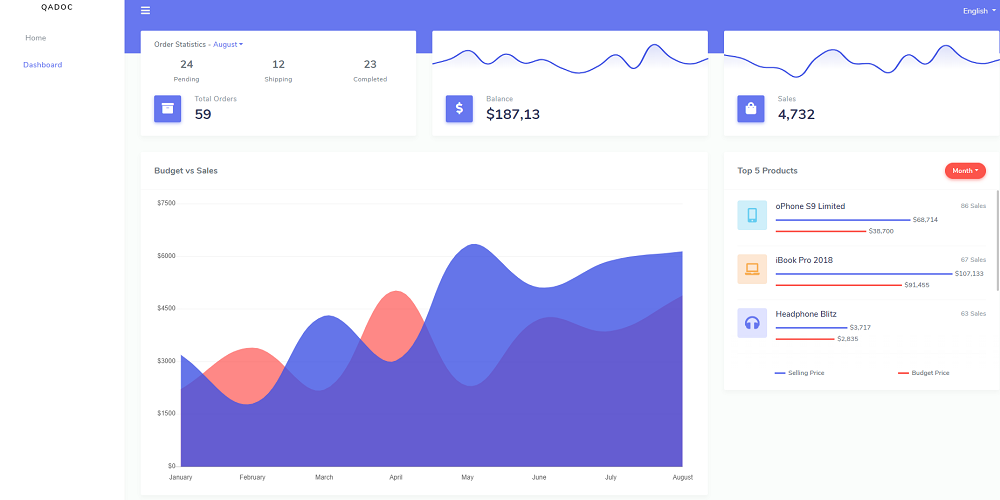 QADOC
English
Home
Dashboard
Order Statistics - August
24
12
23
Pending
Shipping
Completed
Total Orders
59
Balance
$187,13
Sales
4,732
Budget vs Sales
$7500
$6000
$4500
$3000
$1500
$0
January February March April May June July August
Top 5 Products
Month
oPhone S9 Limited
86 Sales
$68,714
$38,700
iBook Pro 2018
67 Sales
$107,133
$91,455
Headphone Blitz
63 Sales
$3,717
$2,835
Selling Price
Budget Price